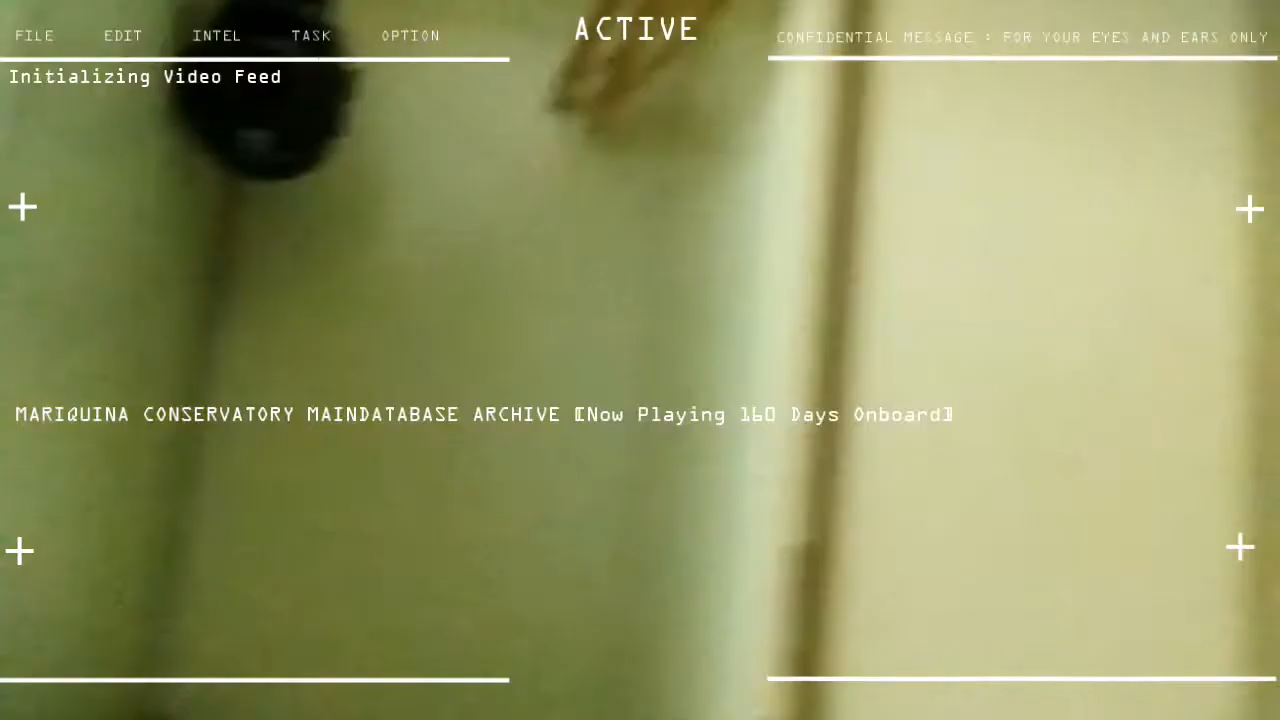 FILE EDIT INTEL TASK OPTION
ACTIVE
CONFIDENTIAL MESSAGE : FOR YOUR EYES AND EARS ONLY
Initializing Video Feed
MARIQUINA CONSERVATORY MAINDATABASE ARCHIVE [Now Playing 160 Days Onboard]